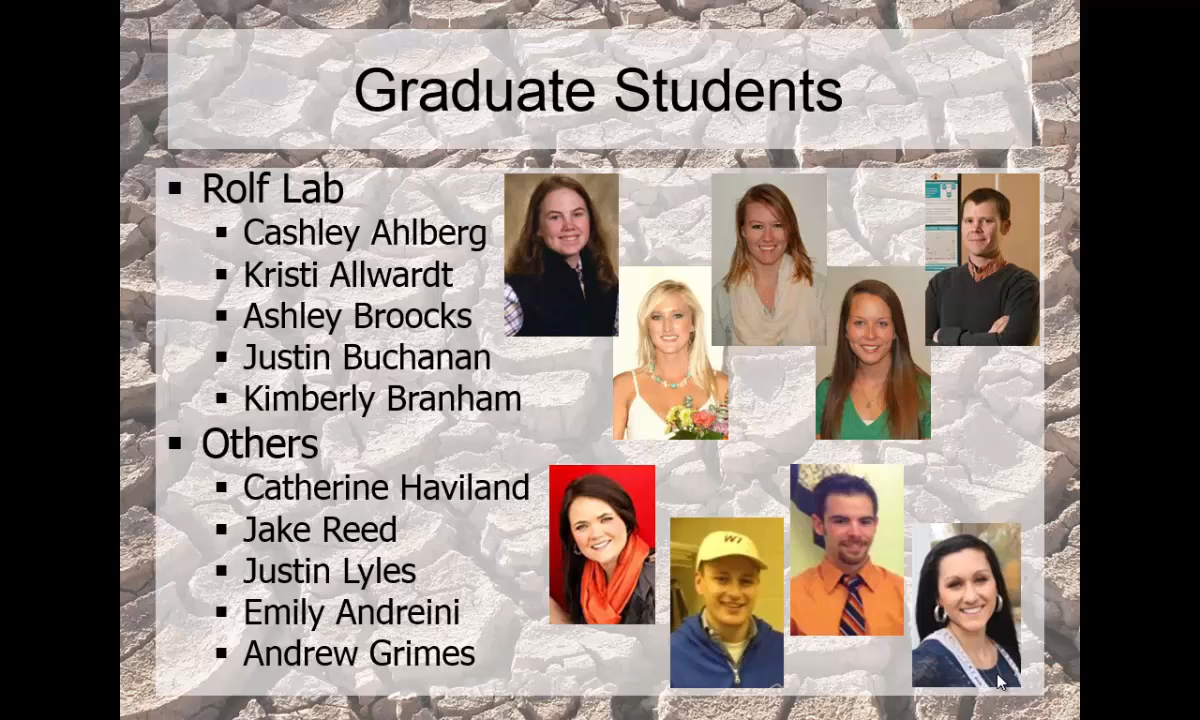 Graduate Students
▪ Rolf Lab
▪ Cashley Ahlberg
▪ Kristi Allwardt
▪ Ashley Broocks
▪ Justin Buchanan
▪ Kimberly Branham
▪ Others
▪ Catherine Haviland
▪ Jake Reed
▪ Justin Lyles
▪ Emily Andreini
▪ Andrew Grimes